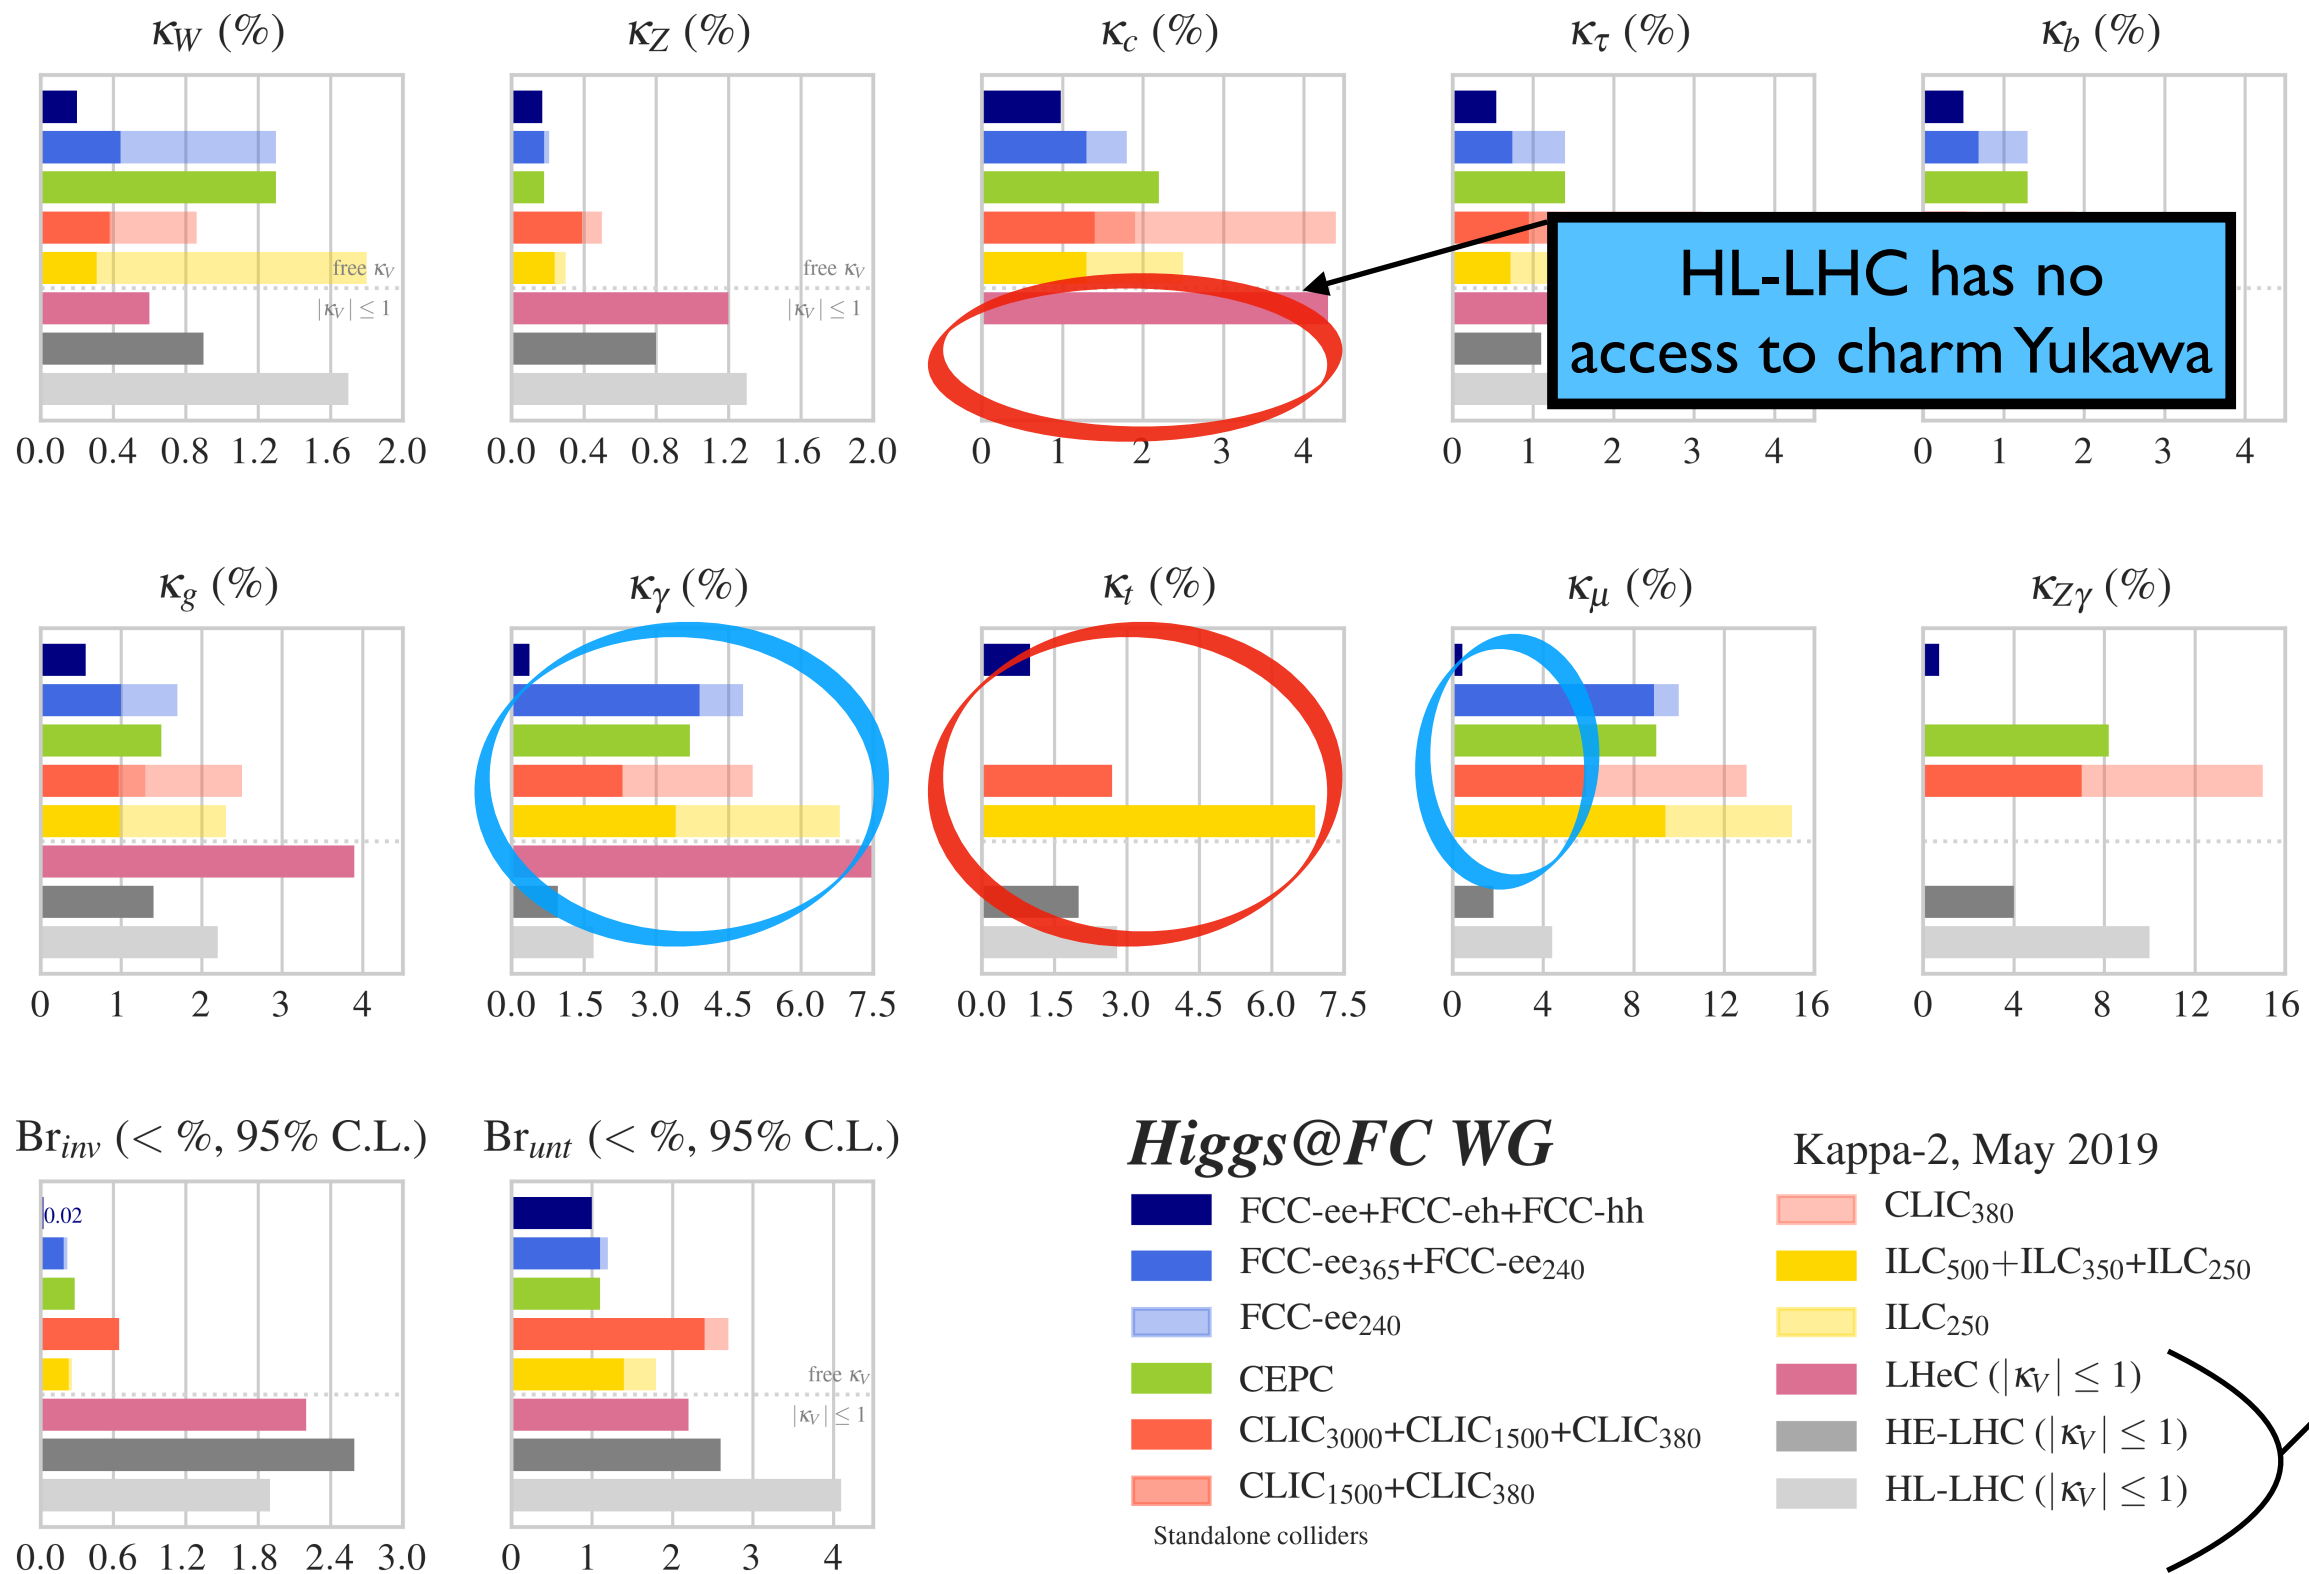 κW (%) κZ (%) κc (%) κτ (%) κb (%)
free κV free κV
|κV| ≤ 1 |κV| ≤ 1
HL-LHC has no
access to charm Yukawa
0.0 0.4 0.8 1.2 1.6 2.0 0.0 0.4 0.8 1.2 1.6 2.0 0 1 2 3 4 0 1 2 3 4 0 1 2 3 4
κg (%) κγ (%) κt (%) κμ (%) κZγ (%)
0 1 2 3 4 0.0 1.5 3.0 4.5 6.0 7.5 0.0 1.5 3.0 4.5 6.0 7.5 0 4 8 12 16 0 4 8 12 16
Brinv (< %, 95% C.L.) Brunt (< %, 95% C.L.)
0.02
free κV
|κV| ≤ 1
0.0 0.6 1.2 1.8 2.4 3.0 0 1 2 3 4
Higgs@FC WG
Kappa-2, May 2019
FCC-ee+FCC-eh+FCC-hh
FCC-ee365+FCC-ee240
FCC-ee240
CEPC
CLIC3000+CLIC1500+CLIC380
CLIC1500+CLIC380
Standalone colliders
CLIC380
ILC500+ILC350+ILC250
ILC250
LHeC (|κV| ≤ 1)
HE-LHC (|κV| ≤ 1)
HL-LHC (|κV| ≤ 1)